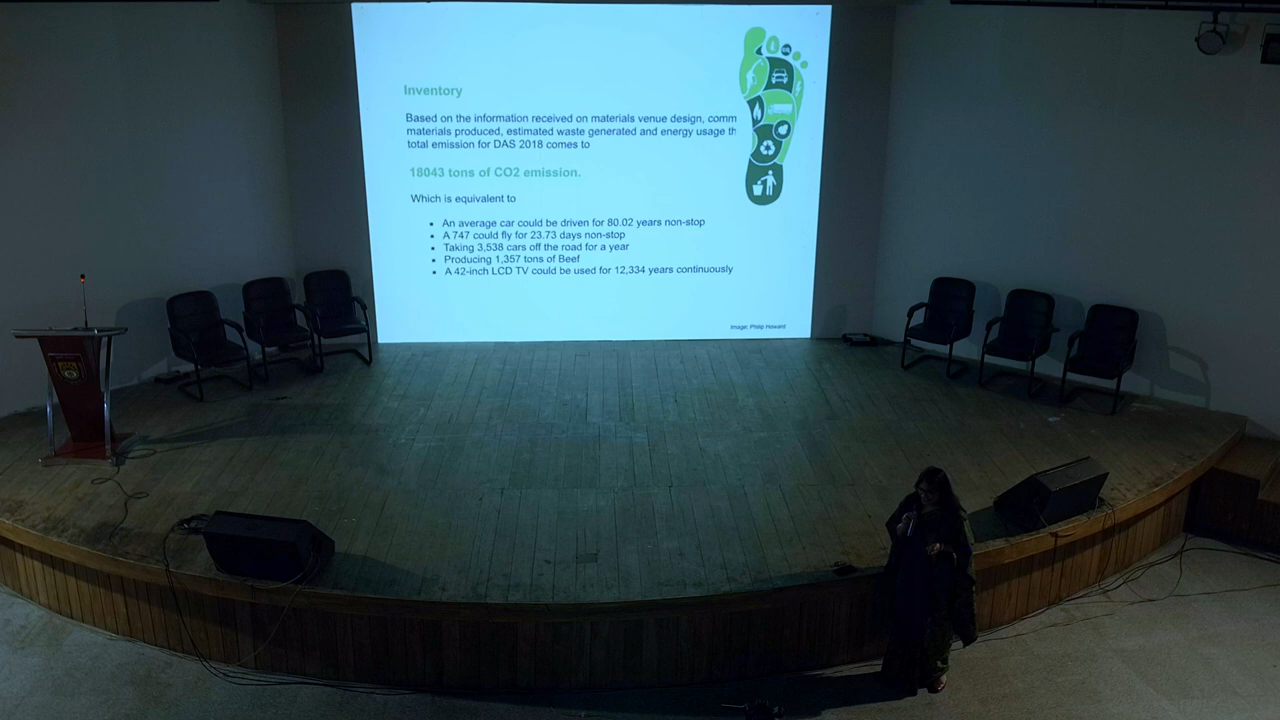 Inventory
Based on the information received on materials venue design, comm
materials produced, estimated waste generated and energy usage th
total emission for DAS 2018 comes to
18043 tons of CO2 emission.
Which is equivalent to
• An average car could be driven for 80.02 years non-stop
• A 747 could fly for 23.73 days non-stop
• Taking 3,538 cars off the road for a year
• Producing 1,357 tons of Beef
• A 42-inch LCD TV could be used for 12,334 years continuously
Image: Philip Howard